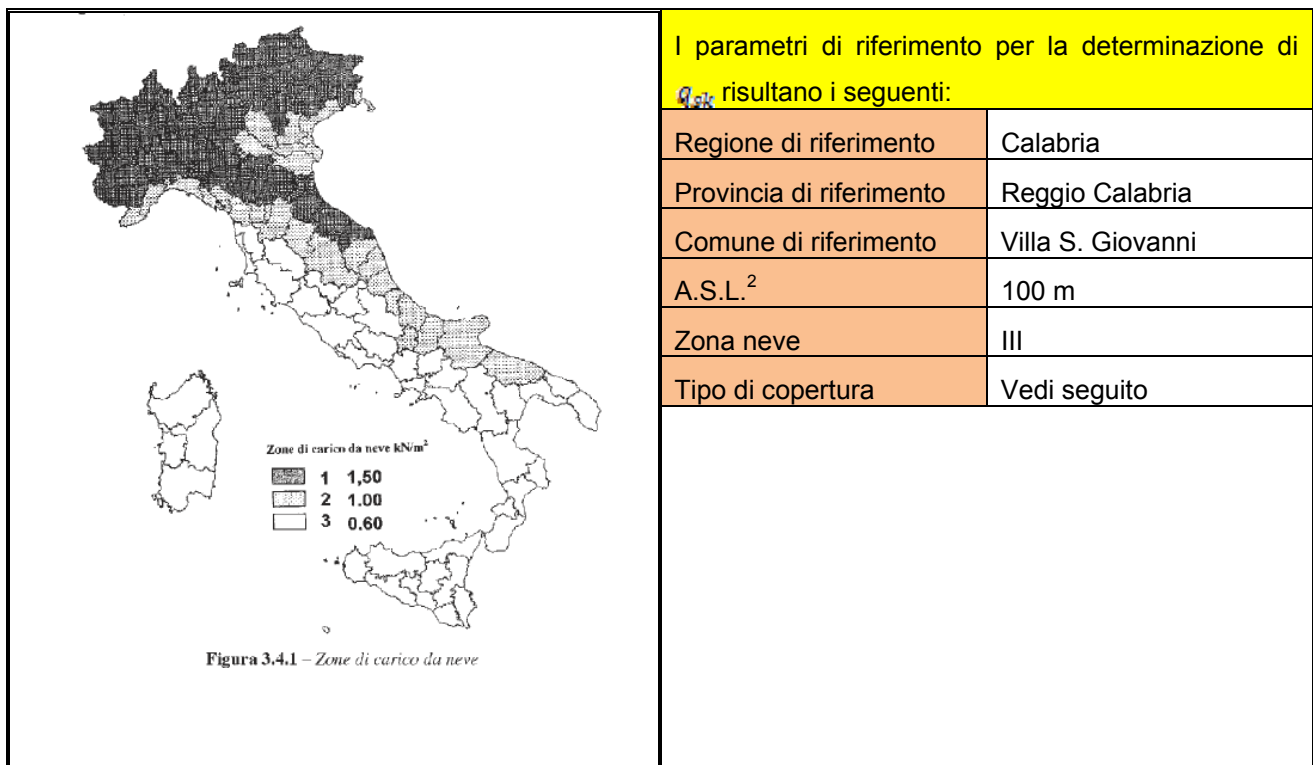 Zone di carico da neve kN/m²
1 1,50
2 1.00
3 0.60
Figura 3.4.1 – Zone di carico da neve
I parametri di riferimento per la determinazione di
qsk risultano i seguenti:
Regione di riferimento Calabria
Provincia di riferimento Reggio Calabria
Comune di riferimento Villa S. Giovanni
A.S.L.² 100 m
Zona neve III
Tipo di copertura Vedi seguito